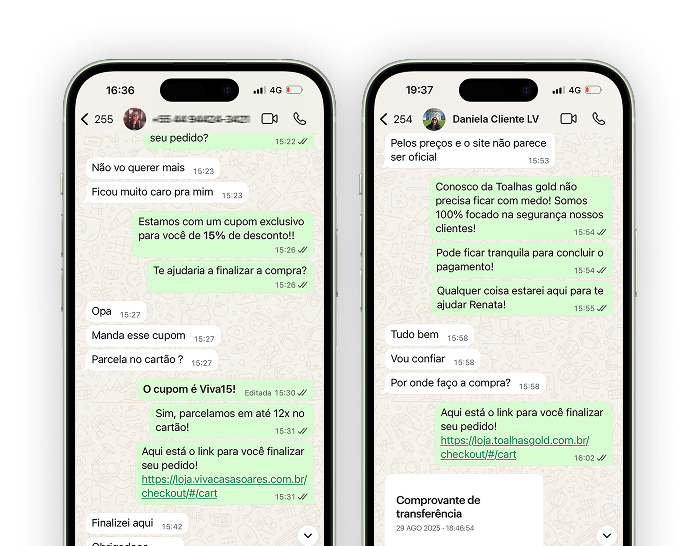 16:36
4G
255
seu pedido?
15:22
Não vo querer mais
15:23
Ficou muito caro pra mim
15:23
Estamos com um cupom exclusivo
para você de 15% de desconto!!
15:26
Te ajudaria a finalizar a compra?
15:26
Opa
15:27
Manda esse cupom
15:27
Parcela no cartão ?
15:27
O cupom é Viva15!
Editada 15:30
Sim, parcelamos em até 12x no
cartão!
15:31
Aqui está o link para você finalizar
seu pedido!
https://loja.vivacasasoares.com.br/
checkout/#/cart
15:31
Finalizei aqui
15:42
19:37
4G
254
Daniela Cliente LV
Pelos preços e o site não parece
ser oficial
15:53
Conosco da Toalhas gold não
precisa ficar com medo! Somos
100% focado na segurança nossos
clientes!
15:54
Pode ficar tranquila para concluir o
pagamento!
15:54
Qualquer coisa estarei aqui para te
ajudar Renata!
15:55
Tudo bem
15:58
Vou confiar
15:58
Por onde faço a compra?
15:58
Aqui está o link para você finalizar
seu pedido!
https://loja.toalhasgold.com.br/
checkout/#/cart
16:02
Comprovante de
transferência
29 AGO 2025 - 18:46:54